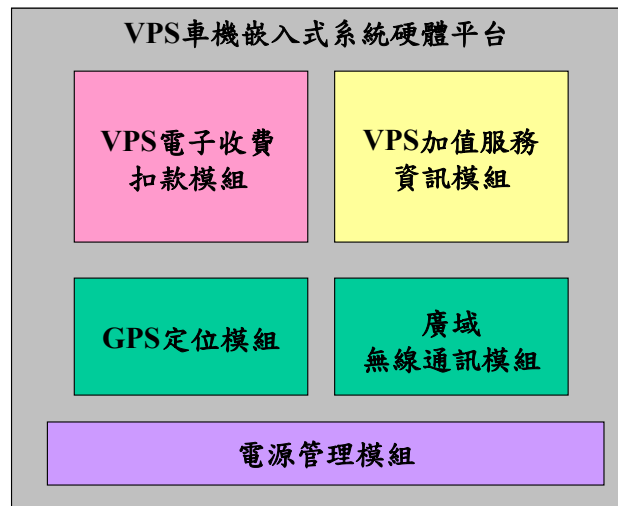 VPS車機嵌入式系統硬體平台
VPS電子收費
扣款模組
VPS加值服務
資訊模組
GPS定位模組
廣域
無線通訊模組
電源管理模組